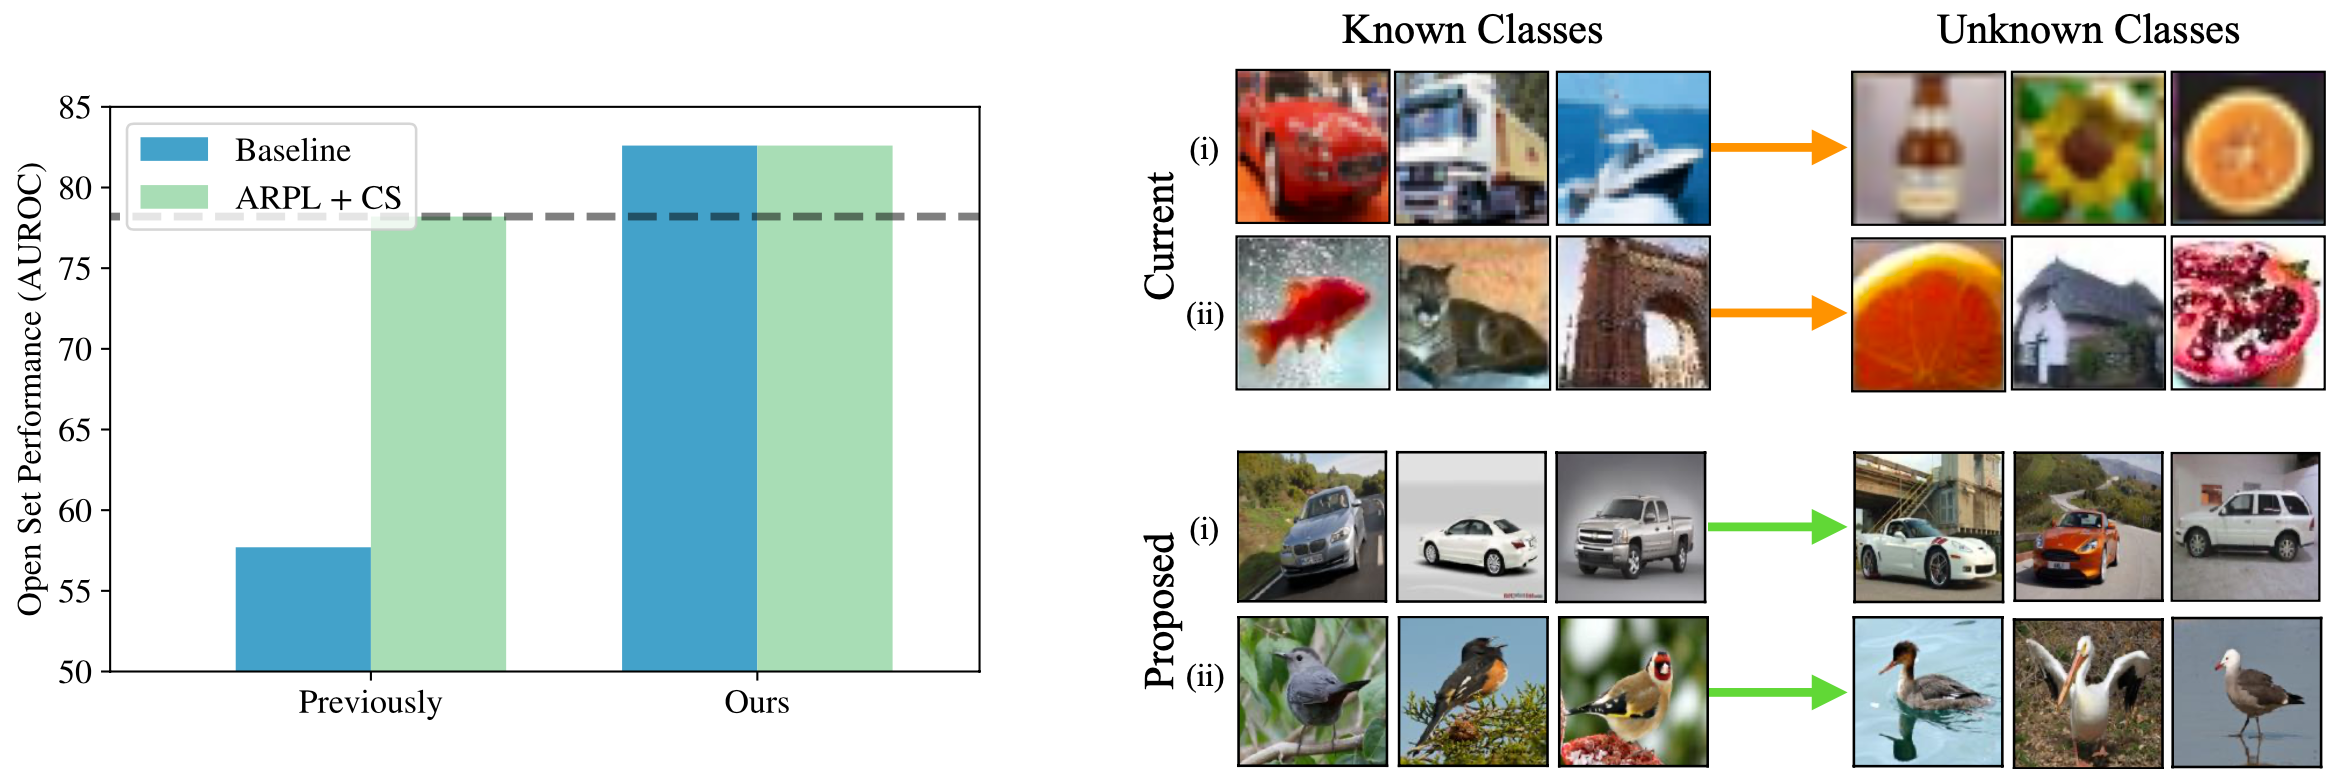 Known Classes
Unknown Classes
85
80
75
70
65
60
55
50
Open Set Performance (AUROC)
Baseline
ARPL + CS
Previously
Ours
Current
(i)
(ii)
Proposed
(i)
(ii)